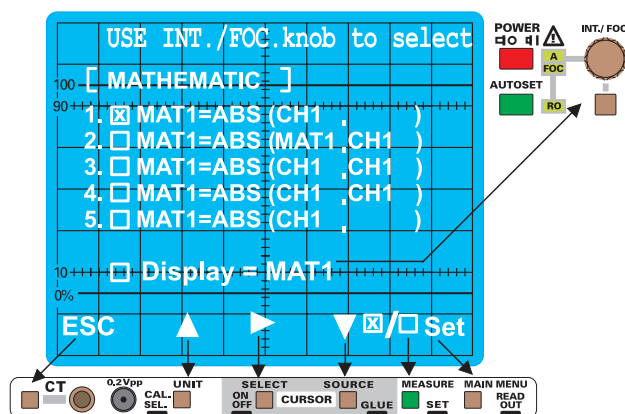 USE INT./FOC.knob to select
POWER
INT./ FOC
A
FOC
AUTOSET
RO
100
[ MATHEMATIC ]
90
1. ☒ MAT1=ABS (CH1 , )
2. ☐ MAT1=ABS (MAT1 , CH1 )
3. ☐ MAT1=ABS (CH1 , CH1 )
4. ☐ MAT1=ABS (CH1 , CH1 )
5. ☐ MAT1=ABS (CH1 , )
10
☐ Display = MAT1
0%
ESC ▲ ▶ ▼ ☒/☐ Set
CT
0.2Vpp
CAL.
SEL.
UNIT
SELECT
ON
OFF
CURSOR
SOURCE
GLUE
MEASURE
SET
MAIN MENU
READ
OUT